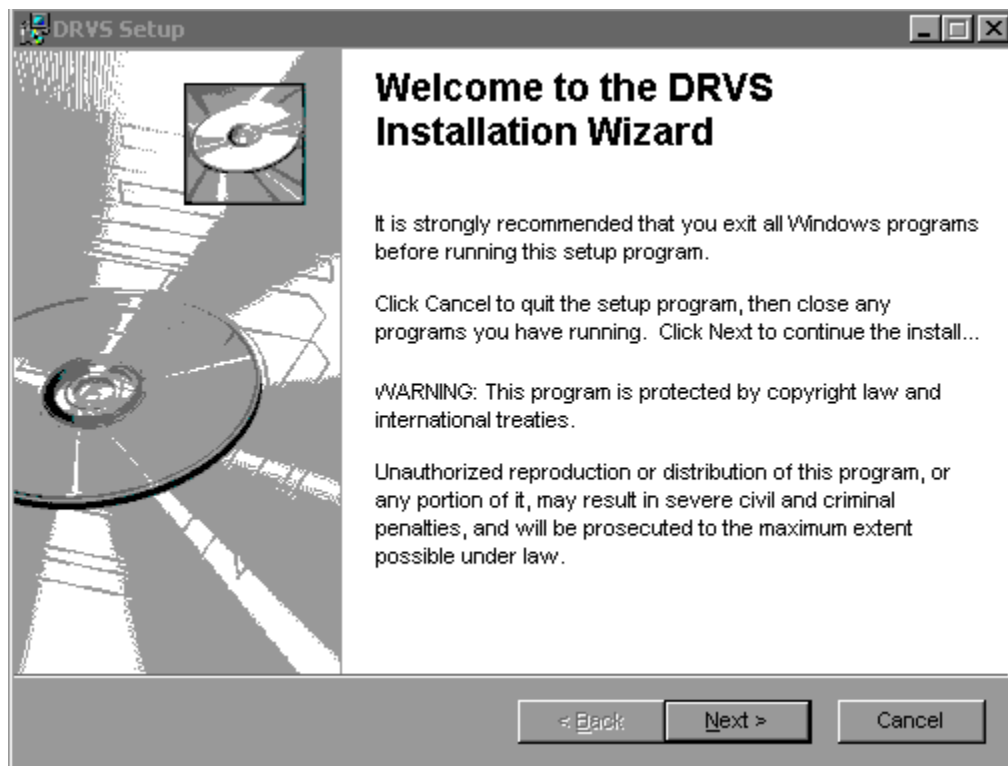 DRVS Setup
Welcome to the DRVS
Installation Wizard
It is strongly recommended that you exit all Windows programs
before running this setup program.
Click Cancel to quit the setup program, then close any
programs you have running.  Click Next to continue the install...
WARNING: This program is protected by copyright law and
international treaties.
Unauthorized reproduction or distribution of this program, or
any portion of it, may result in severe civil and criminal
penalties, and will be prosecuted to the maximum extent
possible under law.
< Back Next > Cancel